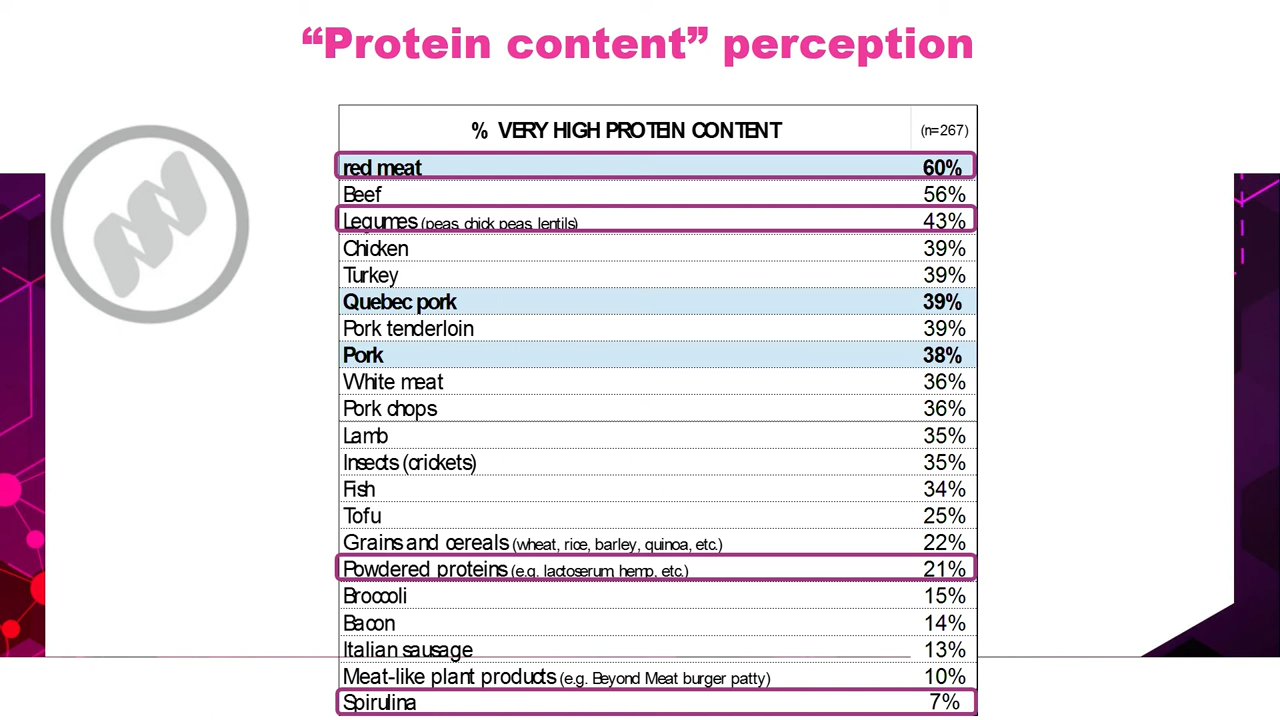 “Protein content” perception
% VERY HIGH PROTEIN CONTENT (n=267)
red meat 60%
Beef 56%
Legumes (peas, chick peas, lentils) 43%
Chicken 39%
Turkey 39%
Quebec pork 39%
Pork tenderloin 39%
Pork 38%
White meat 36%
Pork chops 36%
Lamb 35%
Insects (crickets) 35%
Fish 34%
Tofu 25%
Grains and cereals (wheat, rice, barley, quinoa, etc.) 22%
Powdered proteins (e.g. lactoserum, hemp, etc.) 21%
Broccoli 15%
Bacon 14%
Italian sausage 13%
Meat-like plant products (e.g. Beyond Meat burger patty) 10%
Spirulina 7%